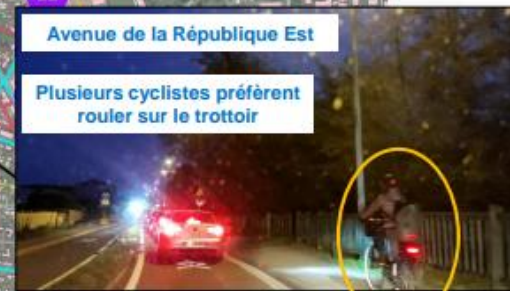 Avenue de la République Est
Plusieurs cyclistes préfèrent
rouler sur le trottoir